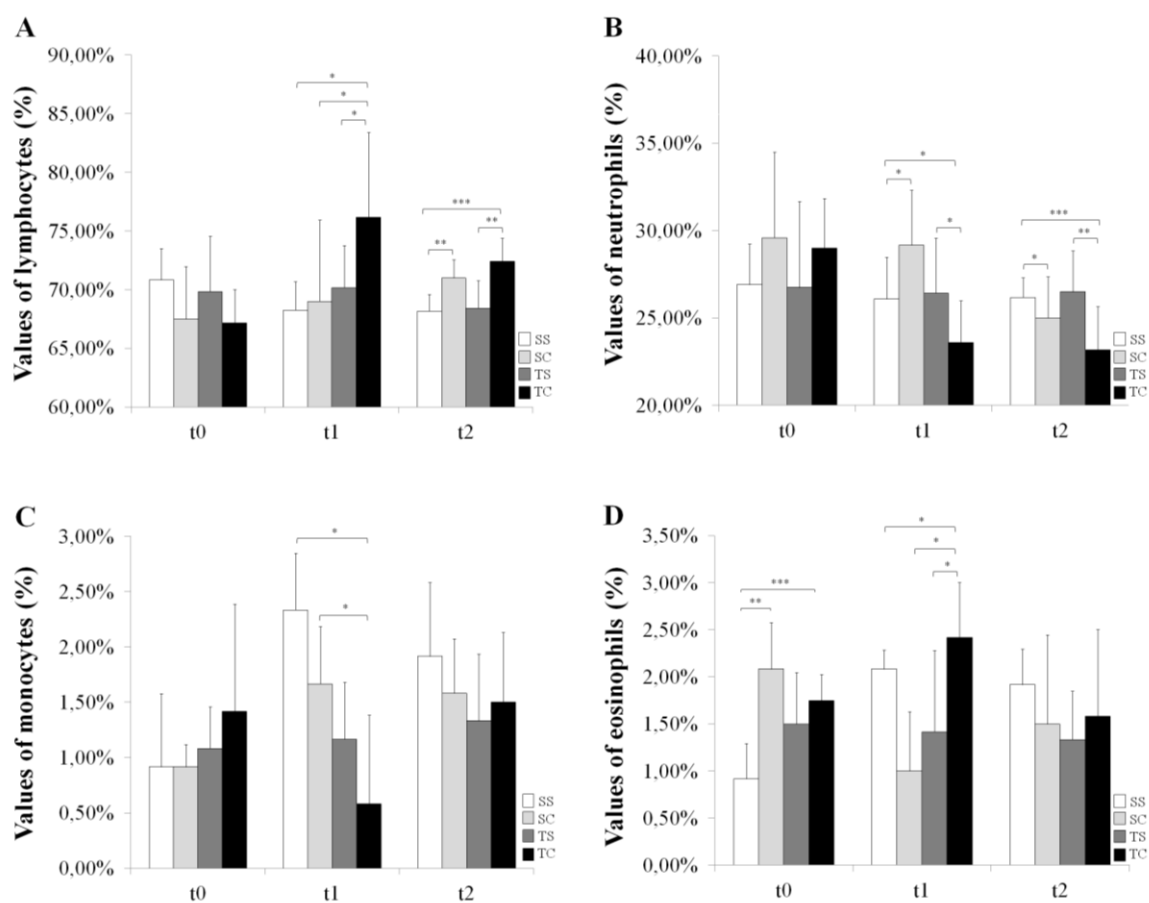 A
Values of lymphocytes (%)
90,00%
85,00%
80,00%
75,00%
70,00%
65,00%
60,00%
*
*
*
***
**
**
SS
SC
TS
TC
t0 t1 t2
B
Values of neutrophils (%)
40,00%
35,00%
30,00%
25,00%
20,00%
*
*
*
***
**
*
SS
SC
TS
TC
t0 t1 t2
C
Values of monocytes (%)
3,00%
2,50%
2,00%
1,50%
1,00%
0,50%
0,00%
*
*
SS
SC
TS
TC
t0 t1 t2
D
Values of eosinophils (%)
3,50%
3,00%
2,50%
2,00%
1,50%
1,00%
0,50%
0,00%
***
**
*
*
*
SS
SC
TS
TC
t0 t1 t2